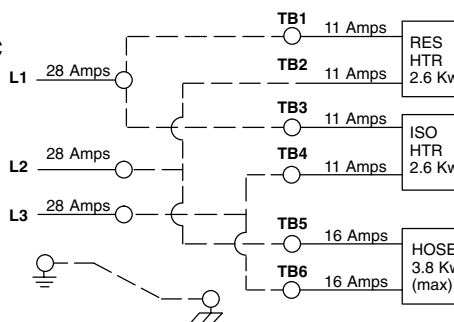 TB1
11 Amps
RES
HTR
2.6 Kw
L1
28 Amps
TB2
11 Amps
TB3
11 Amps
ISO
HTR
2.6 Kw
L2
28 Amps
TB4
11 Amps
L3
28 Amps
TB5
16 Amps
HOSE
3.8 Kw
(max)
TB6
16 Amps